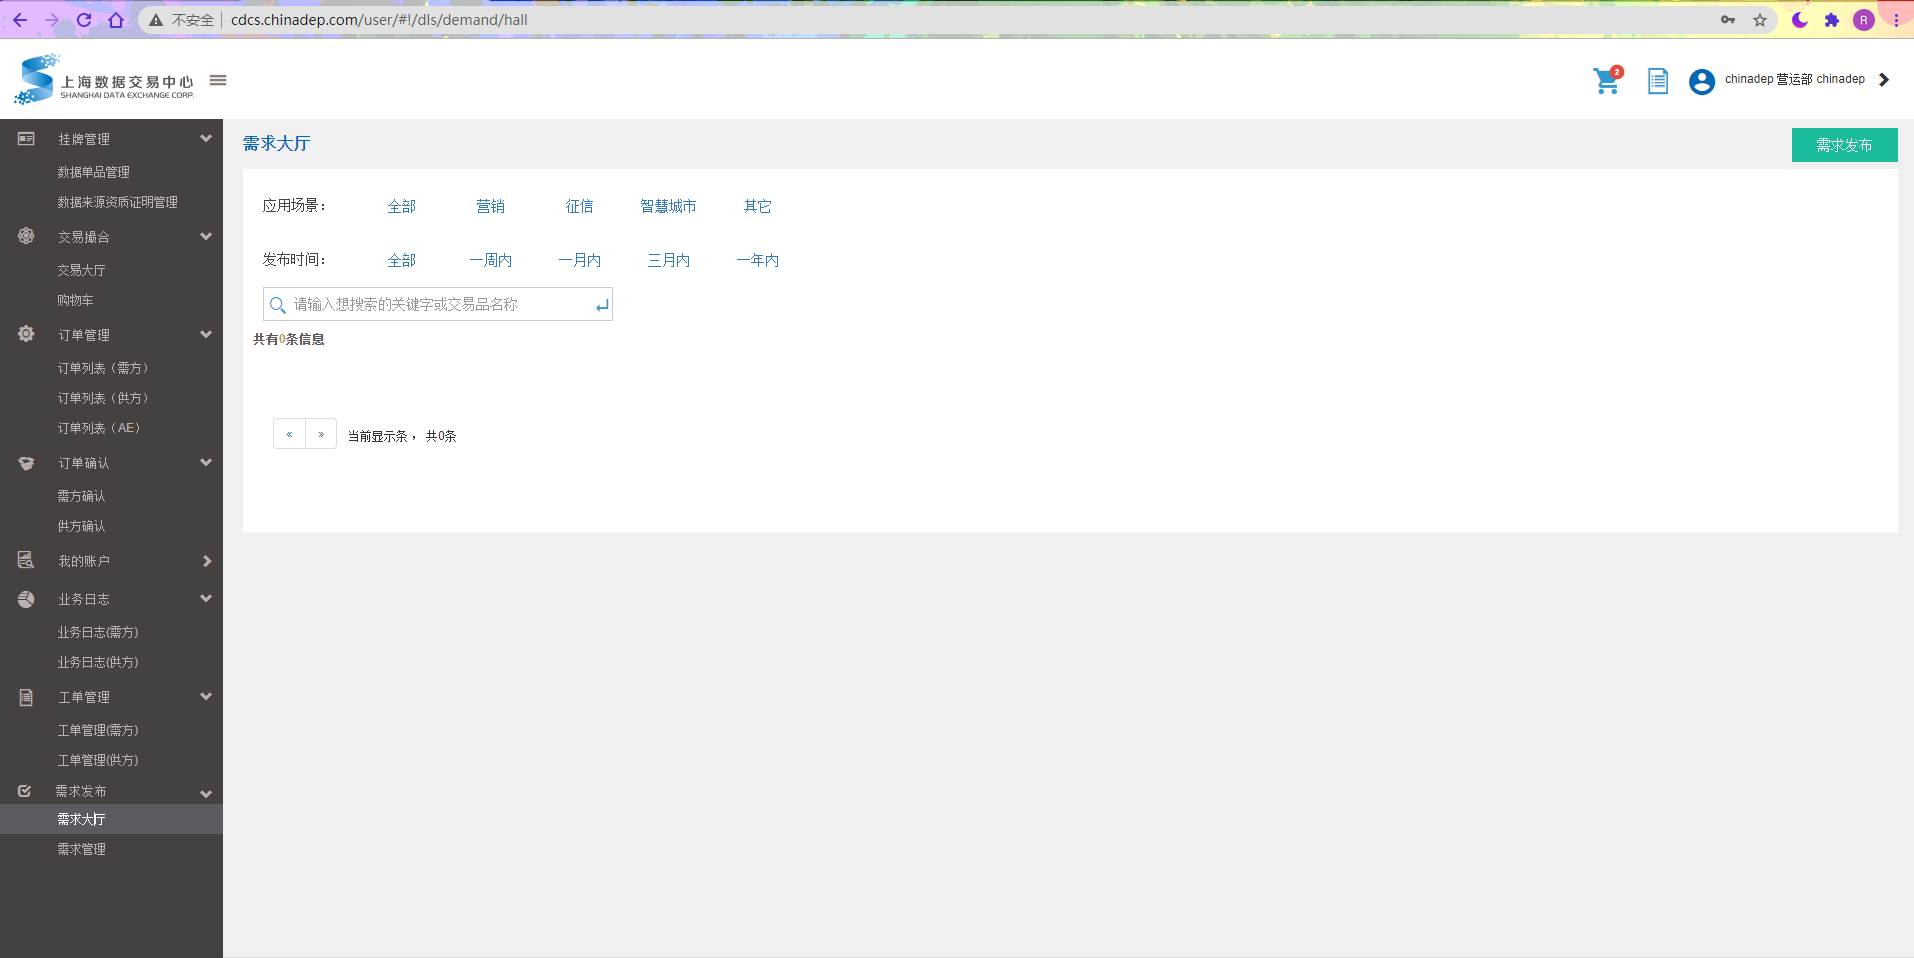 不安全 cdcs.chinadep.com/user/#!/dls/demand/hall
R
上海数据交易中心
SHANGHAI DATA EXCHANGE CORP.
2
chinadep 营运部 chinadep
挂牌管理
数据单品管理
数据来源资质证明管理
交易撮合
交易大厅
购物车
订单管理
订单列表（需方）
订单列表（供方）
订单列表（AE）
订单确认
需方确认
供方确认
我的账户
业务日志
业务日志(需方)
业务日志(供方)
工单管理
工单管理(需方)
工单管理(供方)
需求发布
需求大厅
需求管理
需求大厅
需求发布
应用场景： 全部 营销 征信 智慧城市 其它
发布时间： 全部 一周内 一月内 三月内 一年内
请输入想搜索的关键字或交易品名称
共有0条信息
« » 当前显示条， 共0条